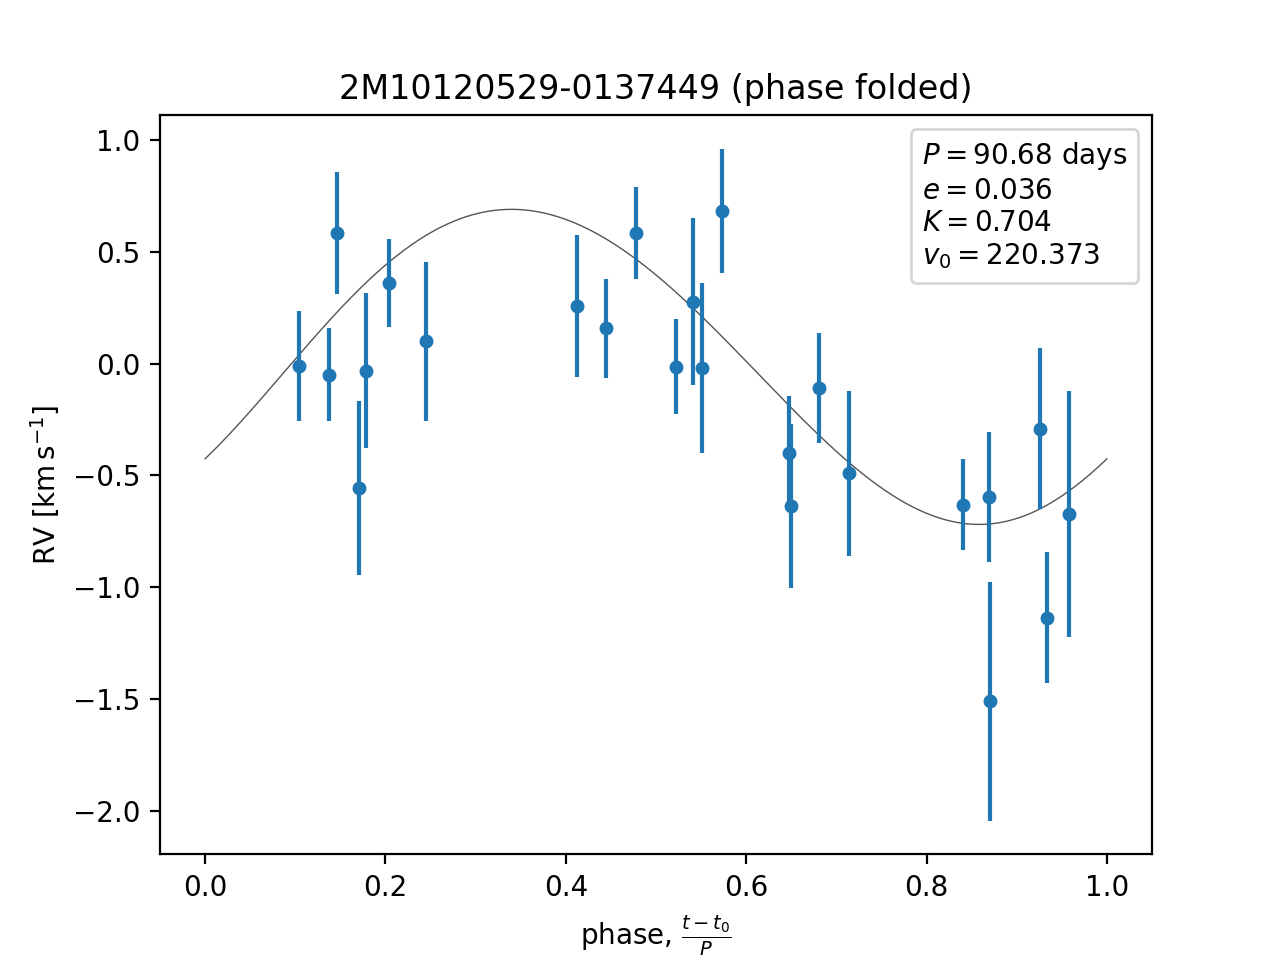 2M10120529-0137449 (phase folded)
P = 90.68 days
e = 0.036
K = 0.704
v₀ = 220.373
1.0
0.5
0.0
−0.5
−1.0
−1.5
−2.0
RV [km s⁻¹]
0.0 0.2 0.4 0.6 0.8 1.0
phase, (t − t₀)/P